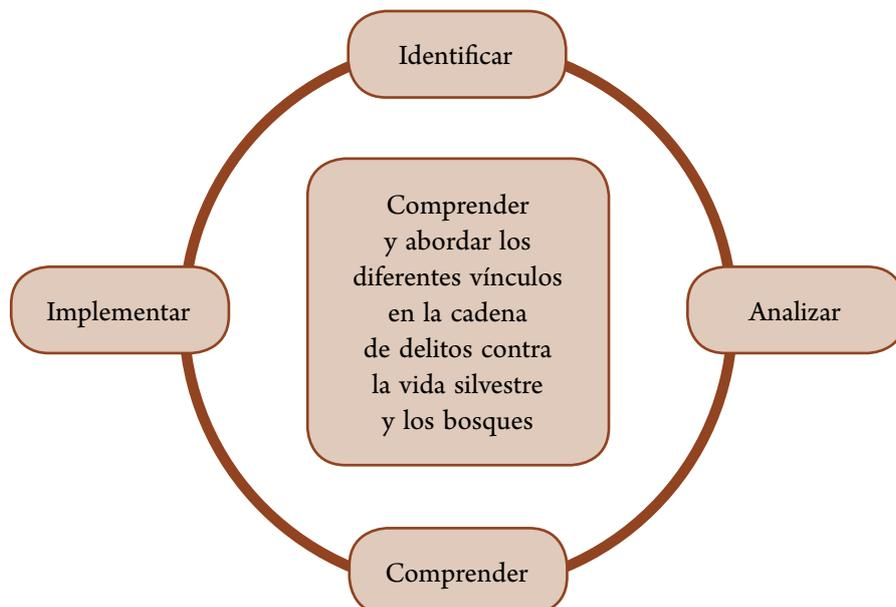 Identificar
Comprender
y abordar los
diferentes vínculos
en la cadena
de delitos contra
la vida silvestre
y los bosques
Implementar
Analizar
Comprender